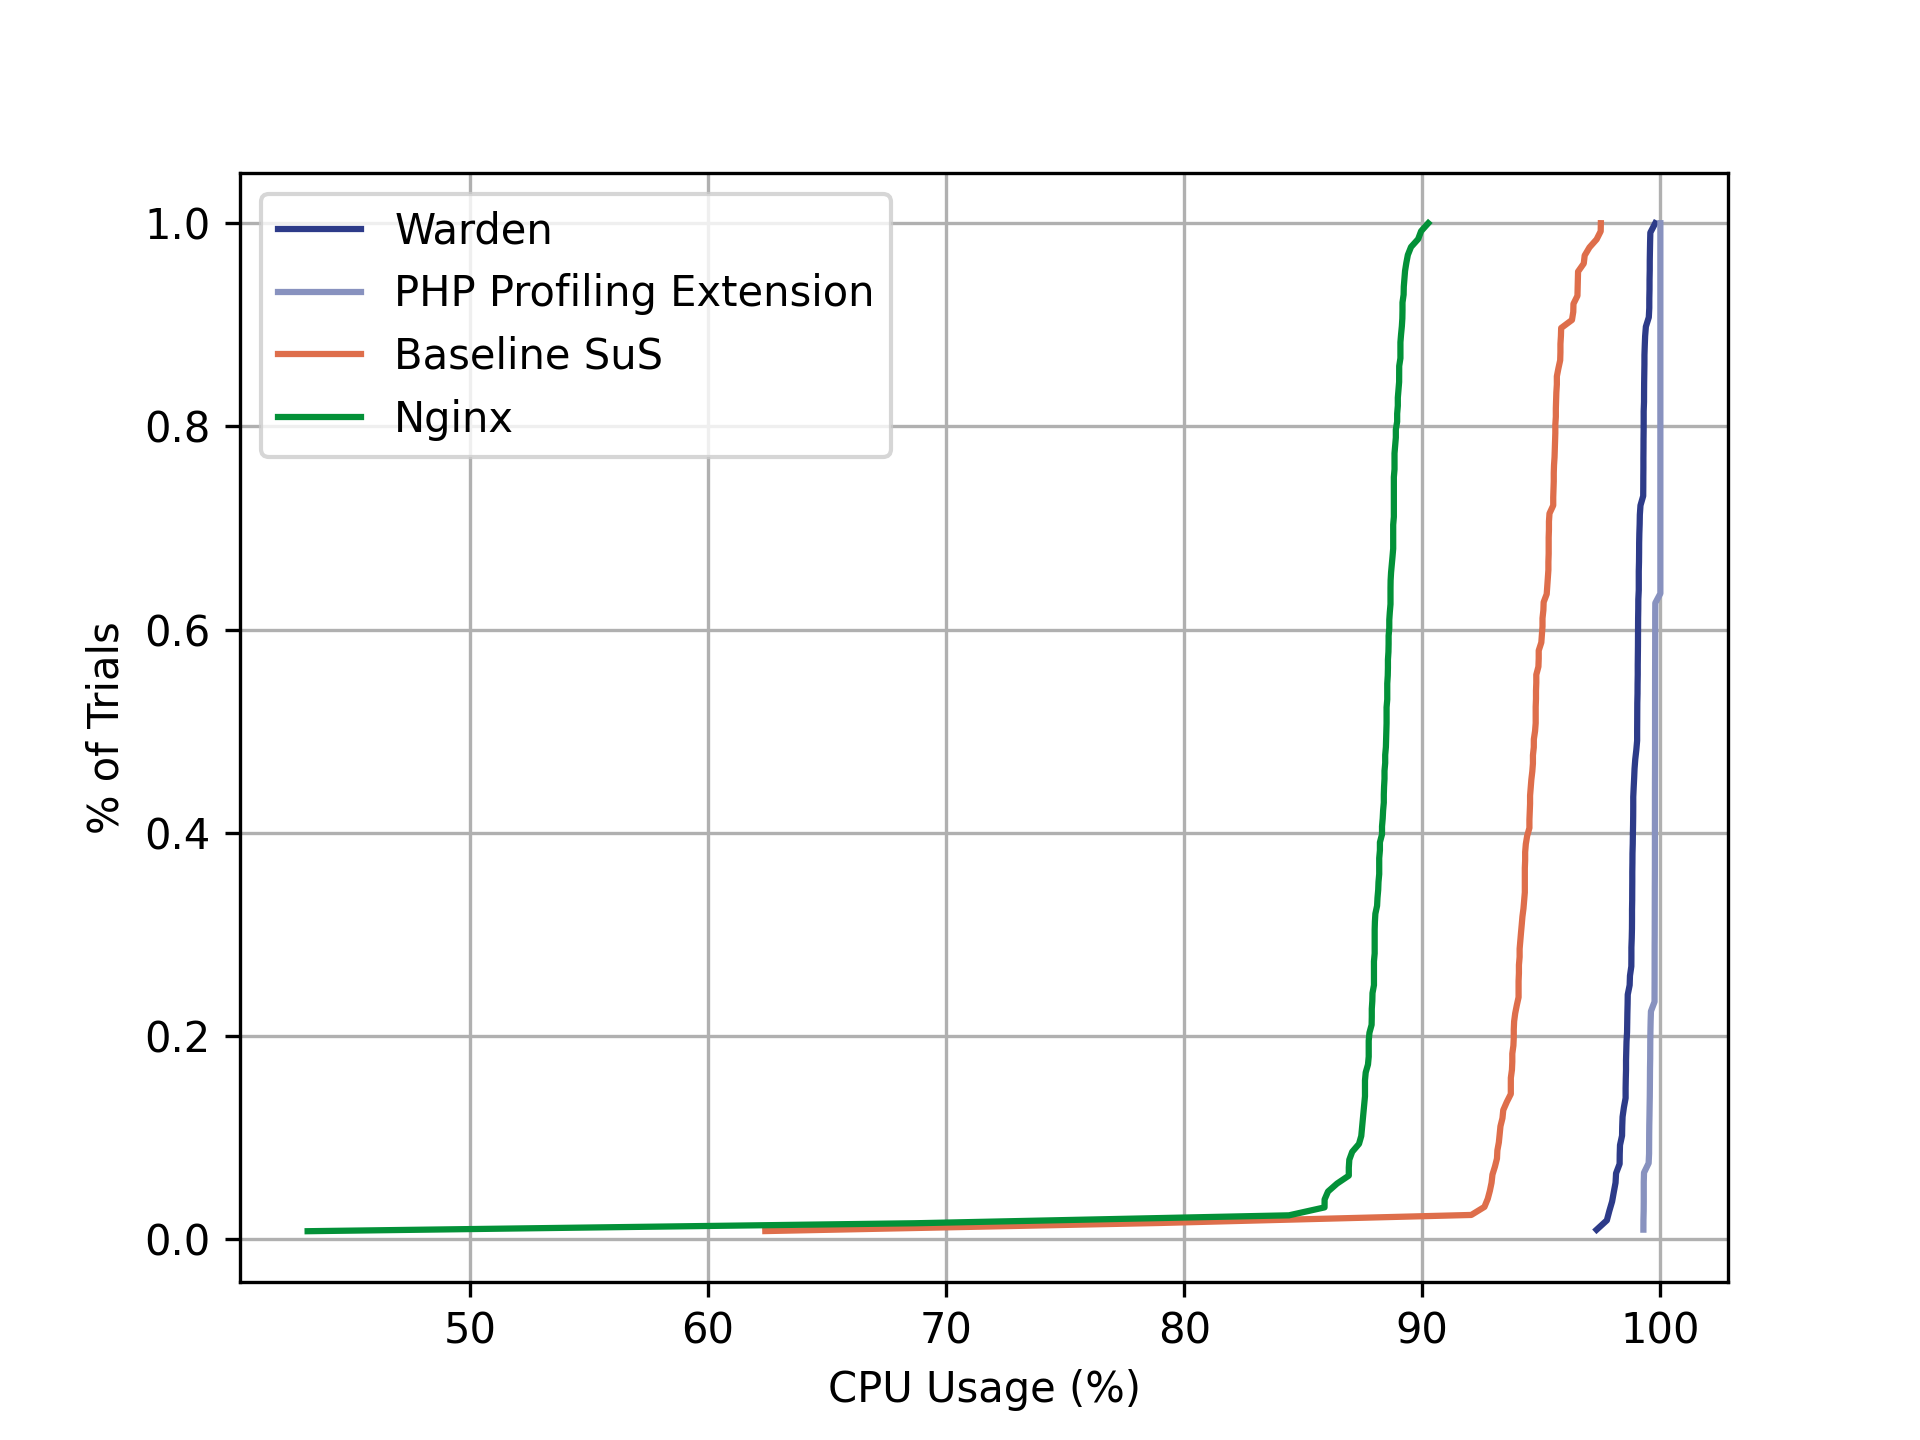 Warden
PHP Profiling Extension
Baseline SuS
Nginx
1.0
0.8
0.6
0.4
0.2
0.0
% of Trials
50 60 70 80 90 100
CPU Usage (%)